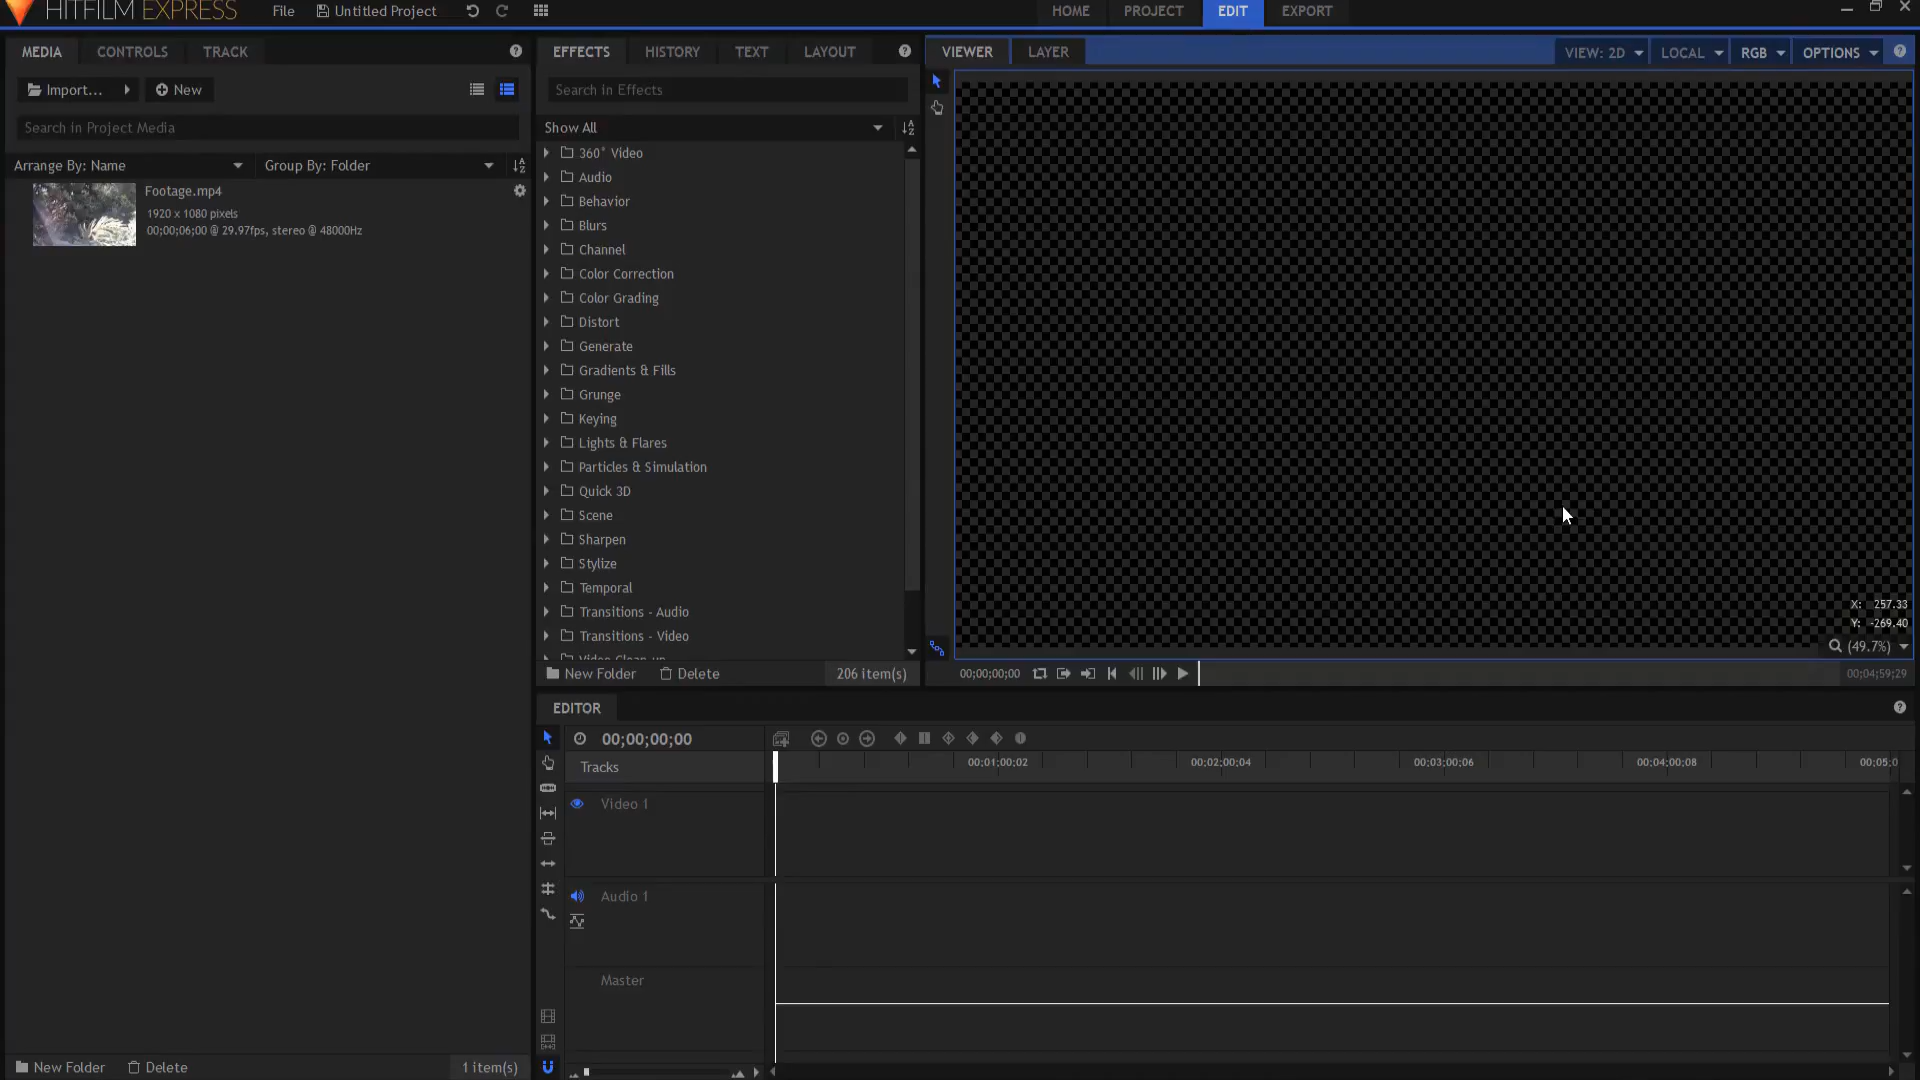 HITFILM EXPRESS
File
Untitled Project
HOME
PROJECT
EDIT
EXPORT
MEDIA
CONTROLS
TRACK
Import...
New
Search in Project Media
Arrange By: Name
Group By: Folder
Footage.mp4
1920 x 1080 pixels
00;00;06;00 @ 29.97fps, stereo @ 48000Hz
New Folder
Delete
1 item(s)
EFFECTS
HISTORY
TEXT
LAYOUT
Search in Effects
Show All
360° Video
Audio
Behavior
Blurs
Channel
Color Correction
Color Grading
Distort
Generate
Gradients & Fills
Grunge
Keying
Lights & Flares
Particles & Simulation
Quick 3D
Scene
Sharpen
Stylize
Temporal
Transitions - Audio
Transitions - Video
Video Clean-up
New Folder
Delete
206 item(s)
VIEWER
LAYER
VIEW: 2D
LOCAL
RGB
OPTIONS
X: 257.33
Y: -269.40
(49.7%)
00;00;00;00
00;04;59;29
EDITOR
00;00;00;00
Tracks
00;01;00;02
00;02;00;04
00;03;00;06
00;04;00;08
00;05;0
Video 1
Audio 1
Master